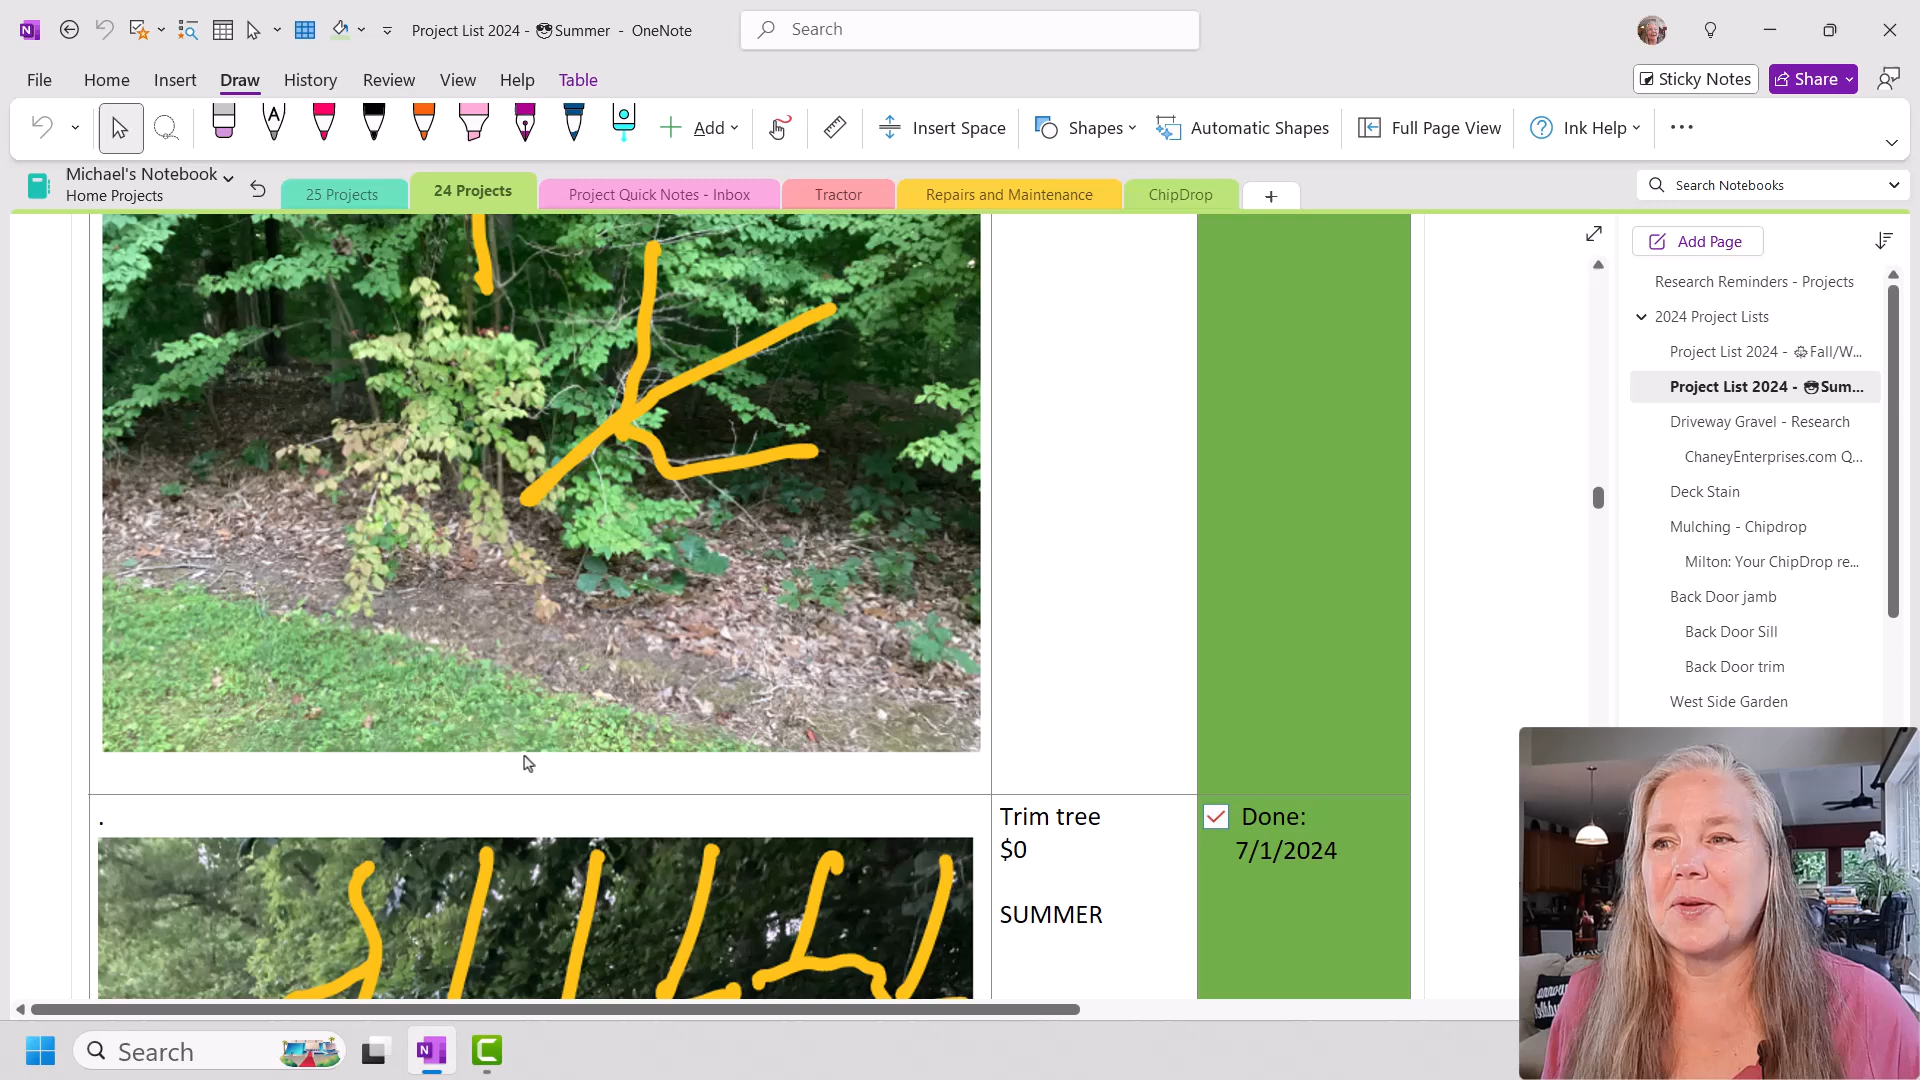 Project List 2024 - 😎Summer - OneNote
Search
File
Home
Insert
Draw
History
Review
View
Help
Table
Sticky Notes
Share
A
Add
Insert Space
Shapes
Automatic Shapes
Full Page View
Ink Help
Michael's Notebook
Home Projects
25 Projects
24 Projects
Project Quick Notes - Inbox
Tractor
Repairs and Maintenance
ChipDrop
Search Notebooks
Add Page
Research Reminders - Projects
2024 Project Lists
Project List 2024 - Fall/W...
Project List 2024 - 😎Sum...
Driveway Gravel - Research
ChaneyEnterprises.com Q...
Deck Stain
Mulching - Chipdrop
Milton: Your ChipDrop re...
Back Door jamb
Back Door Sill
Back Door trim
West Side Garden
.
Trim tree
$0
SUMMER
Done:
7/1/2024
Search